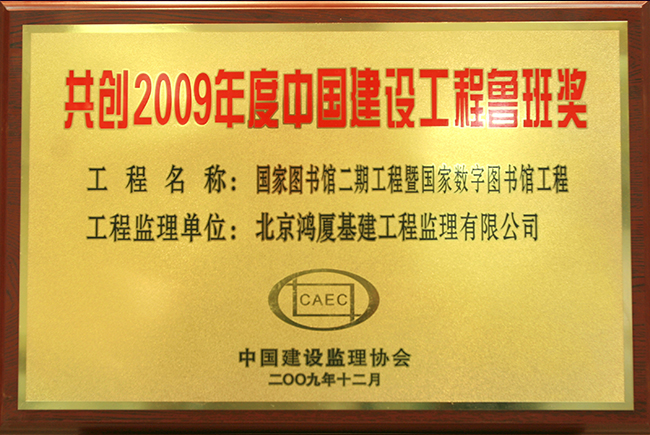 共创2009年度中国建设工程鲁班奖
工程名称：国家图书馆二期工程暨国家数字图书馆工程
工程监理单位：北京鸿厦基建工程监理有限公司
CAEC
中国建设监理协会
二〇〇九年十二月